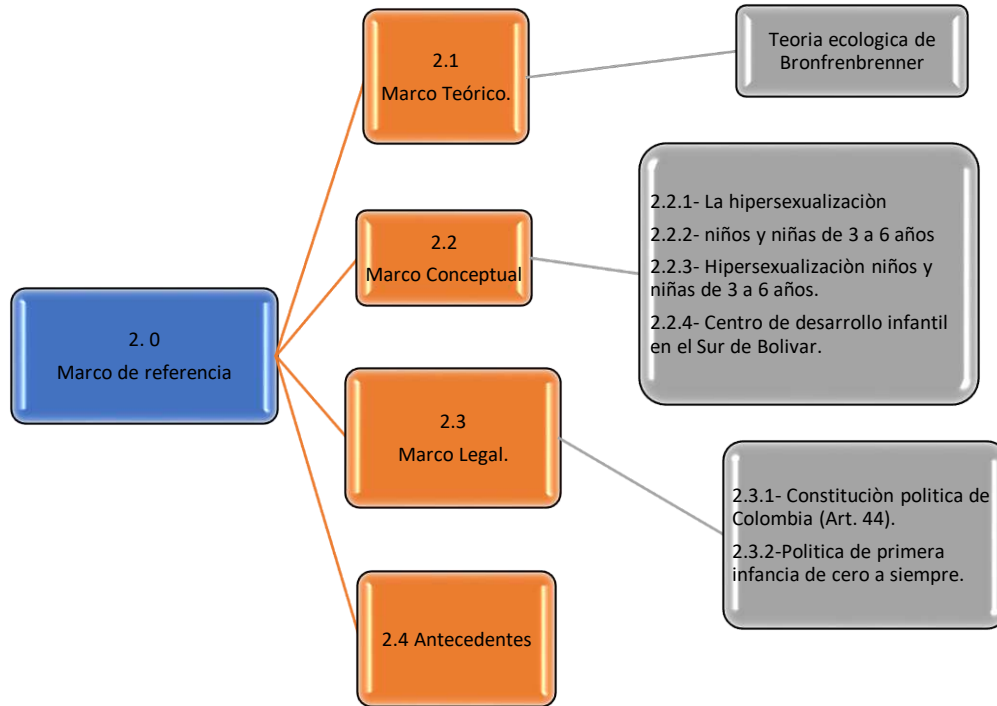 2. 0
Marco de referencia
2.1
Marco Teórico.
Teoria ecologica de
Bronfrenbrenner
2.2
Marco Conceptual
2.2.1- La hipersexualizaciòn
2.2.2- niños y niñas de 3 a 6 años
2.2.3- Hipersexualizaciòn niños y
niñas de 3 a 6 años.
2.2.4- Centro de desarrollo infantil
en el Sur de Bolivar.
2.3
Marco Legal.
2.3.1- Constituciòn politica de
Colombia (Art. 44).
2.3.2-Politica de primera
infancia de cero a siempre.
2.4 Antecedentes